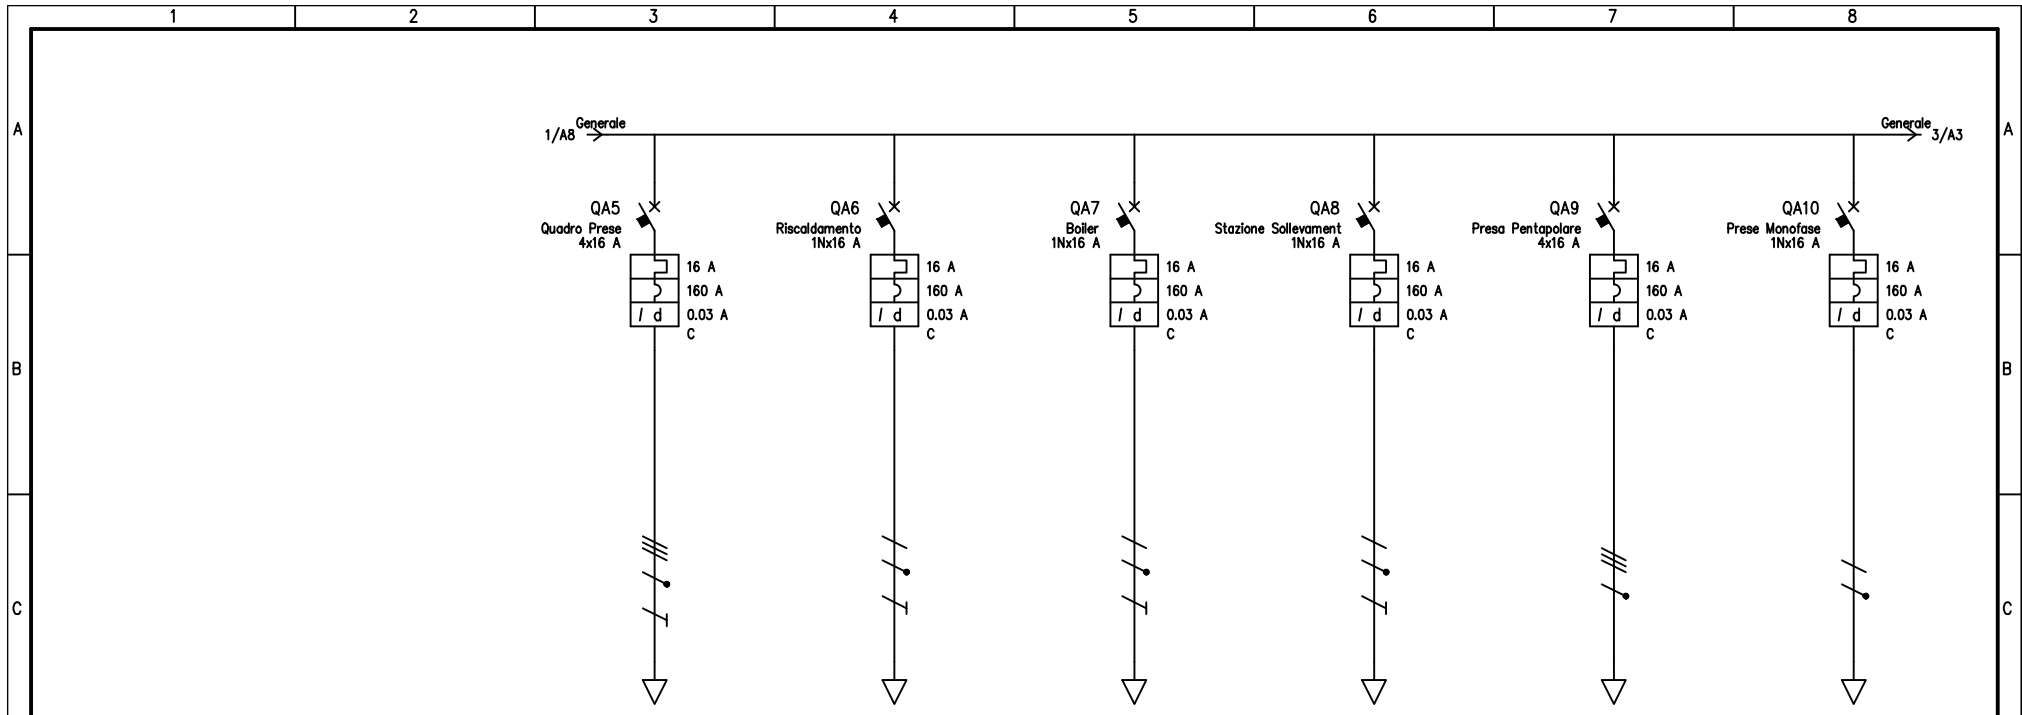 1 2 3 4 5 6 7 8
A A
1/A8 Generale
Generale 3/A3
QA5
Quadro Prese
4x16 A
16 A
160 A
I d 0.03 A
C
QA6
Riscaldamento
1Nx16 A
16 A
160 A
I d 0.03 A
C
QA7
Boiler
1Nx16 A
16 A
160 A
I d 0.03 A
C
QA8
Stazione Sollevament
1Nx16 A
16 A
160 A
I d 0.03 A
C
QA9
Presa Pentapolare
4x16 A
16 A
160 A
I d 0.03 A
C
QA10
Prese Monofase
1Nx16 A
16 A
160 A
I d 0.03 A
C
B B
C C